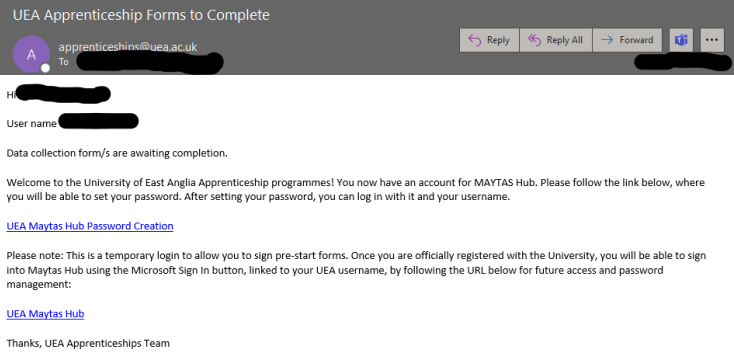 UEA Apprenticeship Forms to Complete
A
apprenticeships@uea.ac.uk
To
Reply
Reply All
Forward
Hi
User name
Data collection form/s are awaiting completion.
Welcome to the University of East Anglia Apprenticeship programmes! You now have an account for MAYTAS Hub. Please follow the link below, where
you will be able to set your password. After setting your password, you can log in with it and your username.
UEA Maytas Hub Password Creation
Please note: This is a temporary login to allow you to sign pre-start forms. Once you are officially registered with the University, you will be able to sign
into Maytas Hub using the Microsoft Sign In button, linked to your UEA username, by following the URL below for future access and password
management:
UEA Maytas Hub
Thanks, UEA Apprenticeships Team